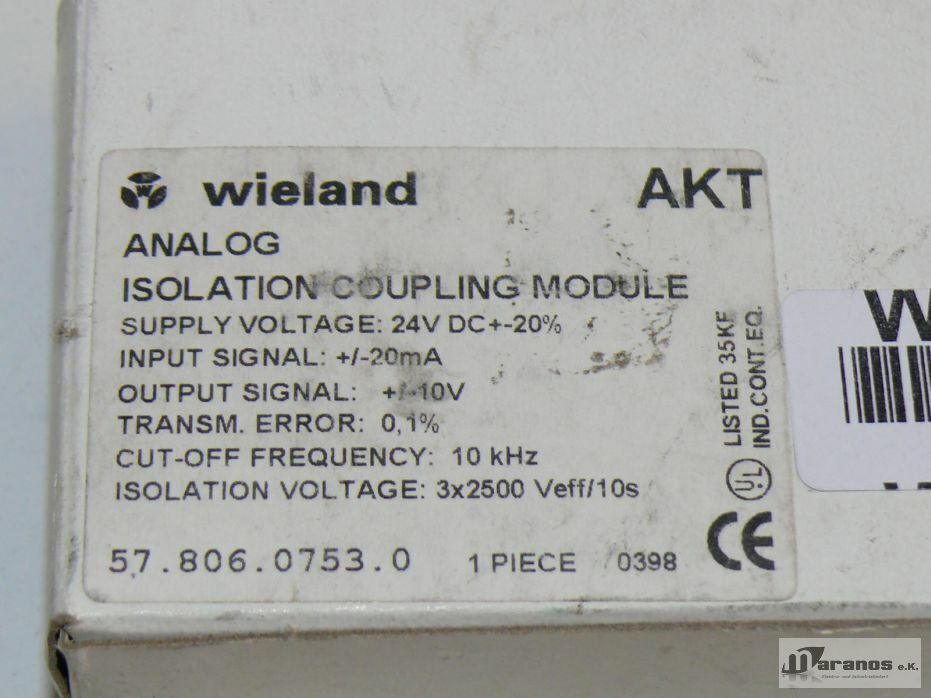 wieland AKT
ANALOG
ISOLATION COUPLING MODULE
SUPPLY VOLTAGE: 24V DC+-20%
INPUT SIGNAL: +/-20mA
OUTPUT SIGNAL: +/-10V
TRANSM. ERROR: 0,1%
CUT-OFF FREQUENCY: 10 kHz
ISOLATION VOLTAGE: 3x2500 Veff/10s
57.806.0753.0 1 PIECE 0398
LISTED 35KF
IND.CONT.EQ.
UL
CE
W
Maranos e.K.